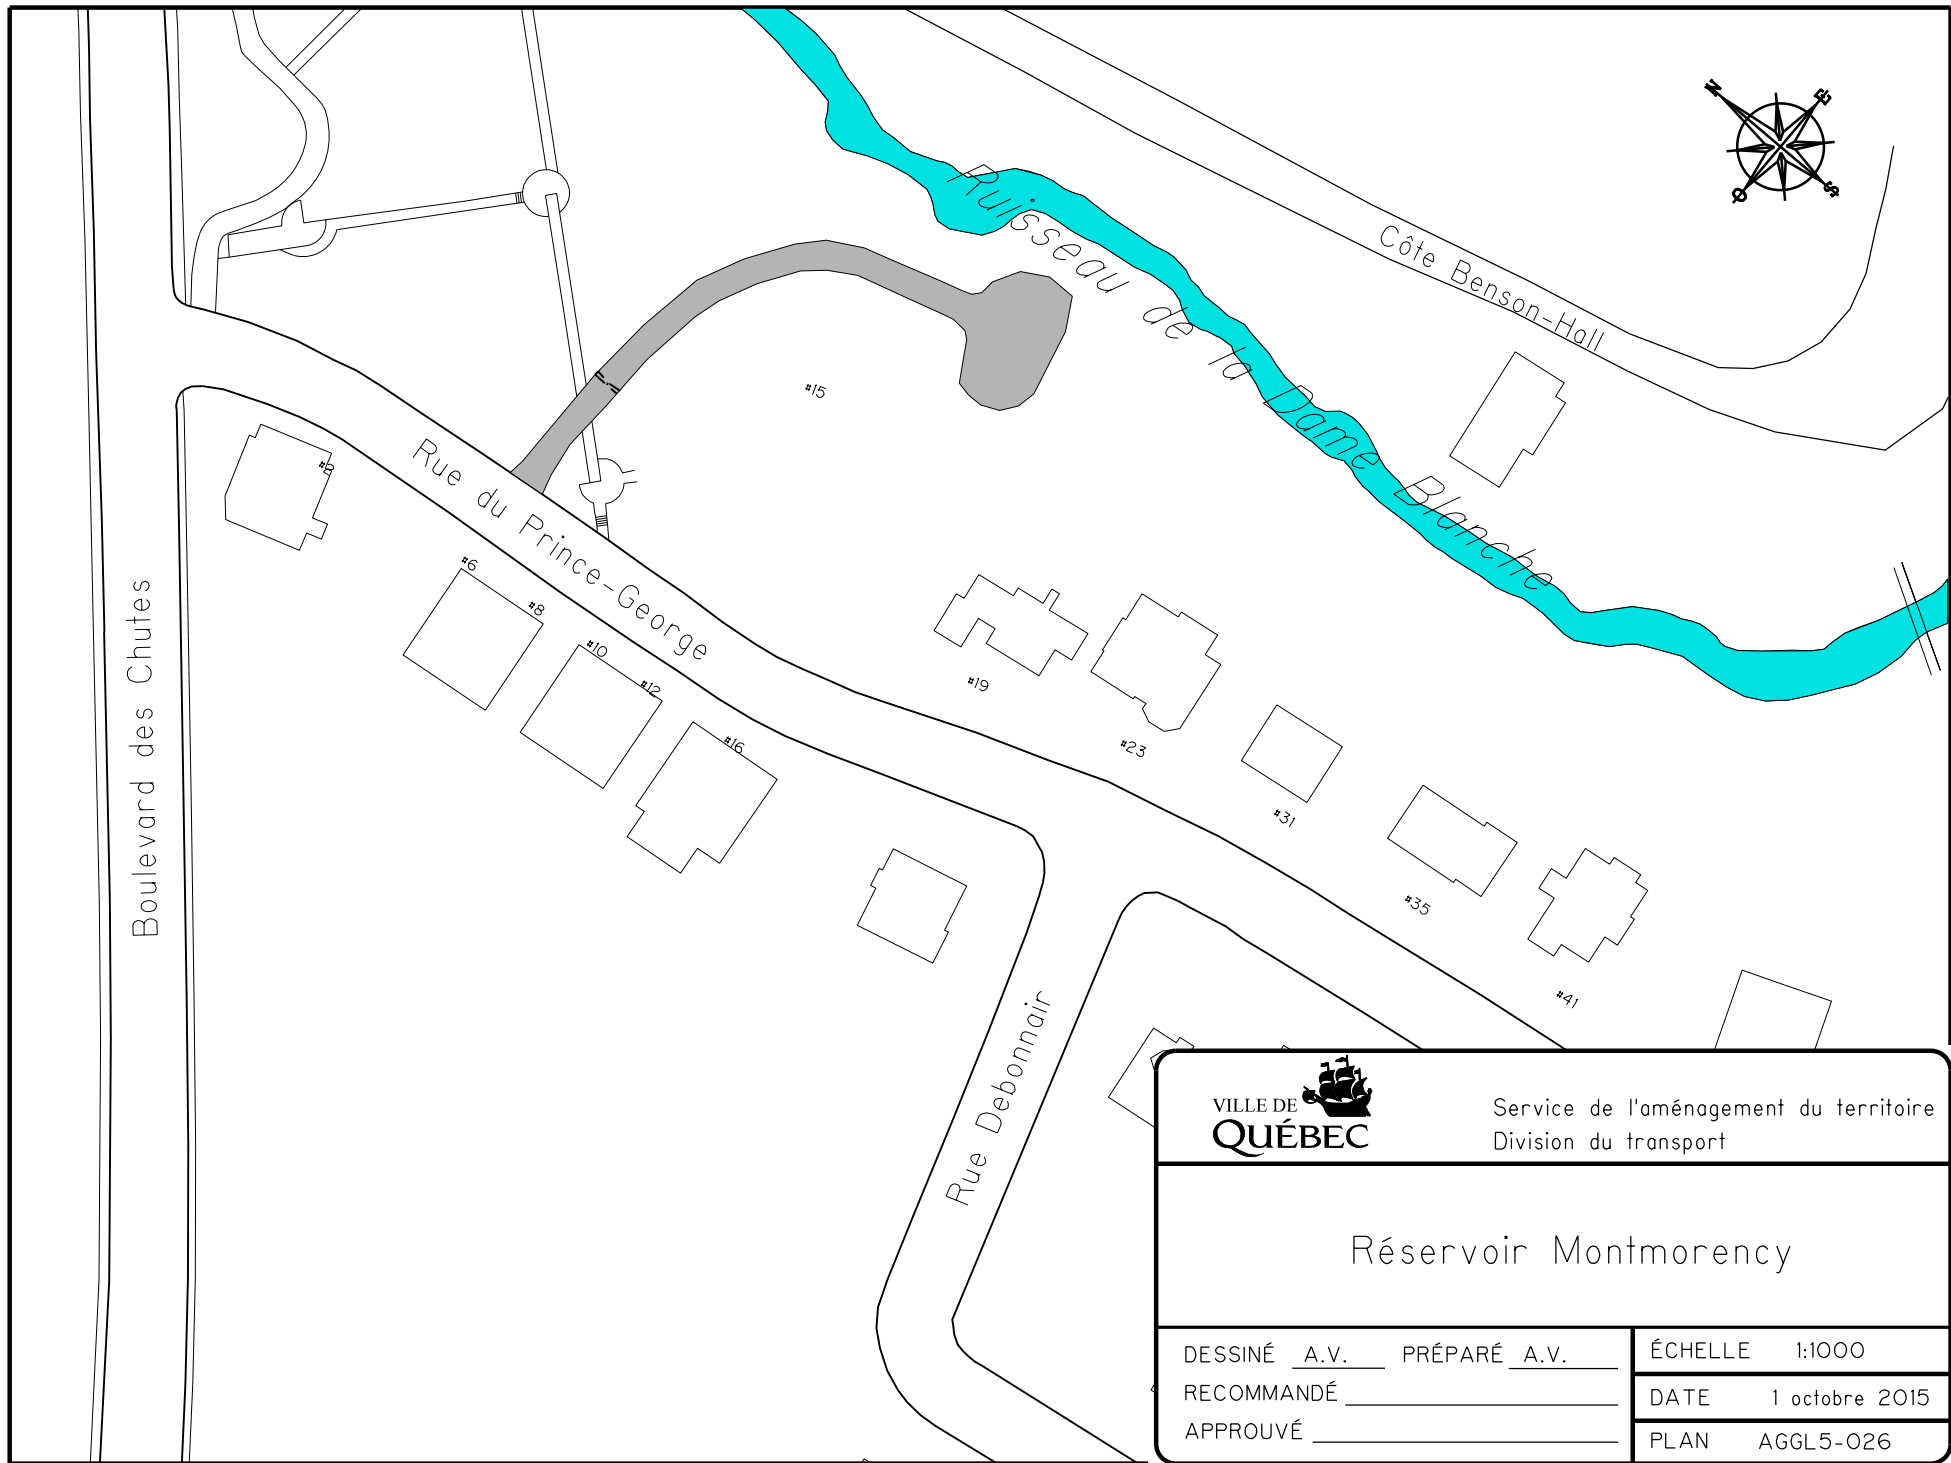 N
E
S
O
Ruisseau de la Dame Blanche
Côte Benson-Hall
#15
#2
Rue du Prince-George
#6
#8
#10
#12
#16
#19
#23
#31
#35
#41
Boulevard des Chutes
Rue Debonnair
VILLE DE
QUÉBEC
Service de l'aménagement du territoire
Division du transport
Réservoir Montmorency
DESSINÉ A.V. PRÉPARÉ A.V.
RECOMMANDÉ
APPROUVÉ
ÉCHELLE 1:1000
DATE 1 octobre 2015
PLAN AGGL5-026